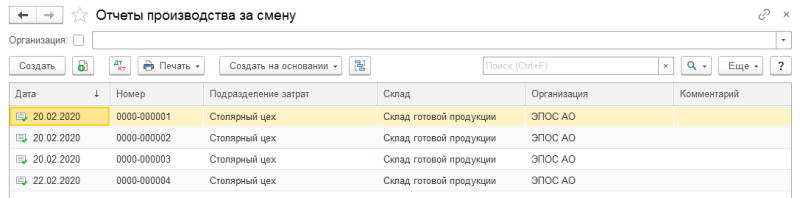 Отчеты производства за смену
Организация:
Создать Дт Кт Печать Создать на основании Поиск (Ctrl+F) × Еще ?
Дата ↓ Номер Подразделение затрат Склад Организация Комментарий
20.02.2020 0000-000001 Столярный цех Склад готовой продукции ЭПОС АО
20.02.2020 0000-000002 Столярный цех Склад готовой продукции ЭПОС АО
20.02.2020 0000-000003 Столярный цех Склад готовой продукции ЭПОС АО
22.02.2020 0000-000004 Столярный цех Склад готовой продукции ЭПОС АО